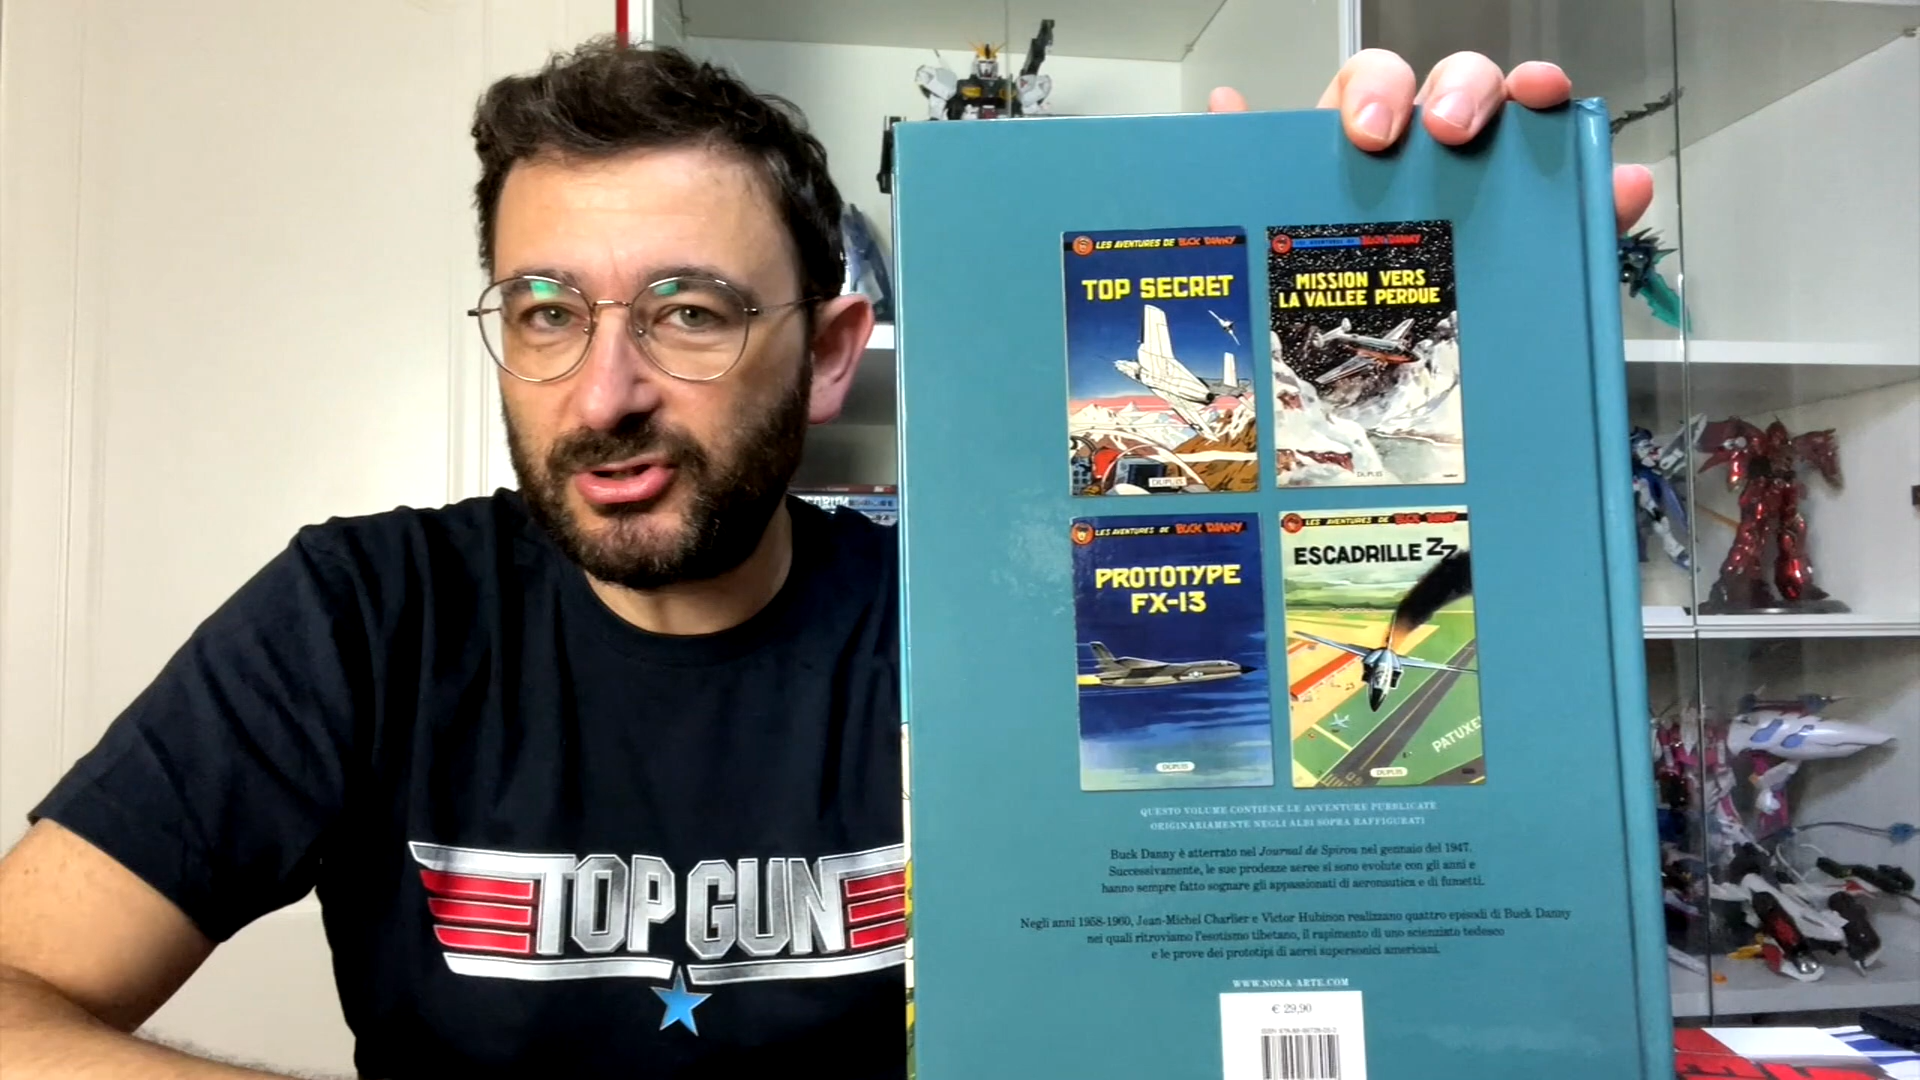 LES AVENTURES DE BUCK DANNY
TOP SECRET
DUPUIS
LES AVENTURES DE BUCK DANNY
MISSION VERS
LA VALLEE PERDUE
DUPUIS
LES AVENTURES DE BUCK DANNY
PROTOTYPE
FX-13
DUPUIS
LES AVENTURES DE BUCK DANNY
ESCADRILLE ZZ
PATUXE
DUPUIS
QUESTO VOLUME CONTIENE LE AVVENTURE PUBBLICATE
ORIGINARIAMENTE NEGLI ALBI SOPRA RAFFIGURATI
Buck Danny è atterrato nel Journal de Spirou nel gennaio del 1947.
Successivamente, le sue prodezze aeree si sono evolute con gli anni e
hanno sempre fatto sognare gli appassionati di aeronautica e di fumetti.
Negli anni 1958-1960, Jean-Michel Charlier e Victor Hubinon realizzano quattro episodi di Buck Danny
nei quali ritroviamo l'esotismo tibetano, il rapimento di uno scienziato tedesco
e le prove dei prototipi di aerei supersonici americani.
WWW.NONA-ARTE.COM
€ 29,90
TOP GUN